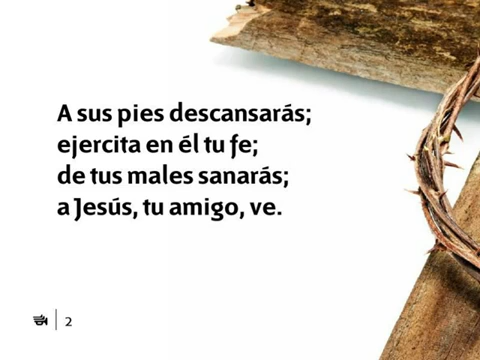 A sus pies descansarás;
ejercita en él tu fe;
de tus males sanarás;
a Jesús, tu amigo, ve.
2